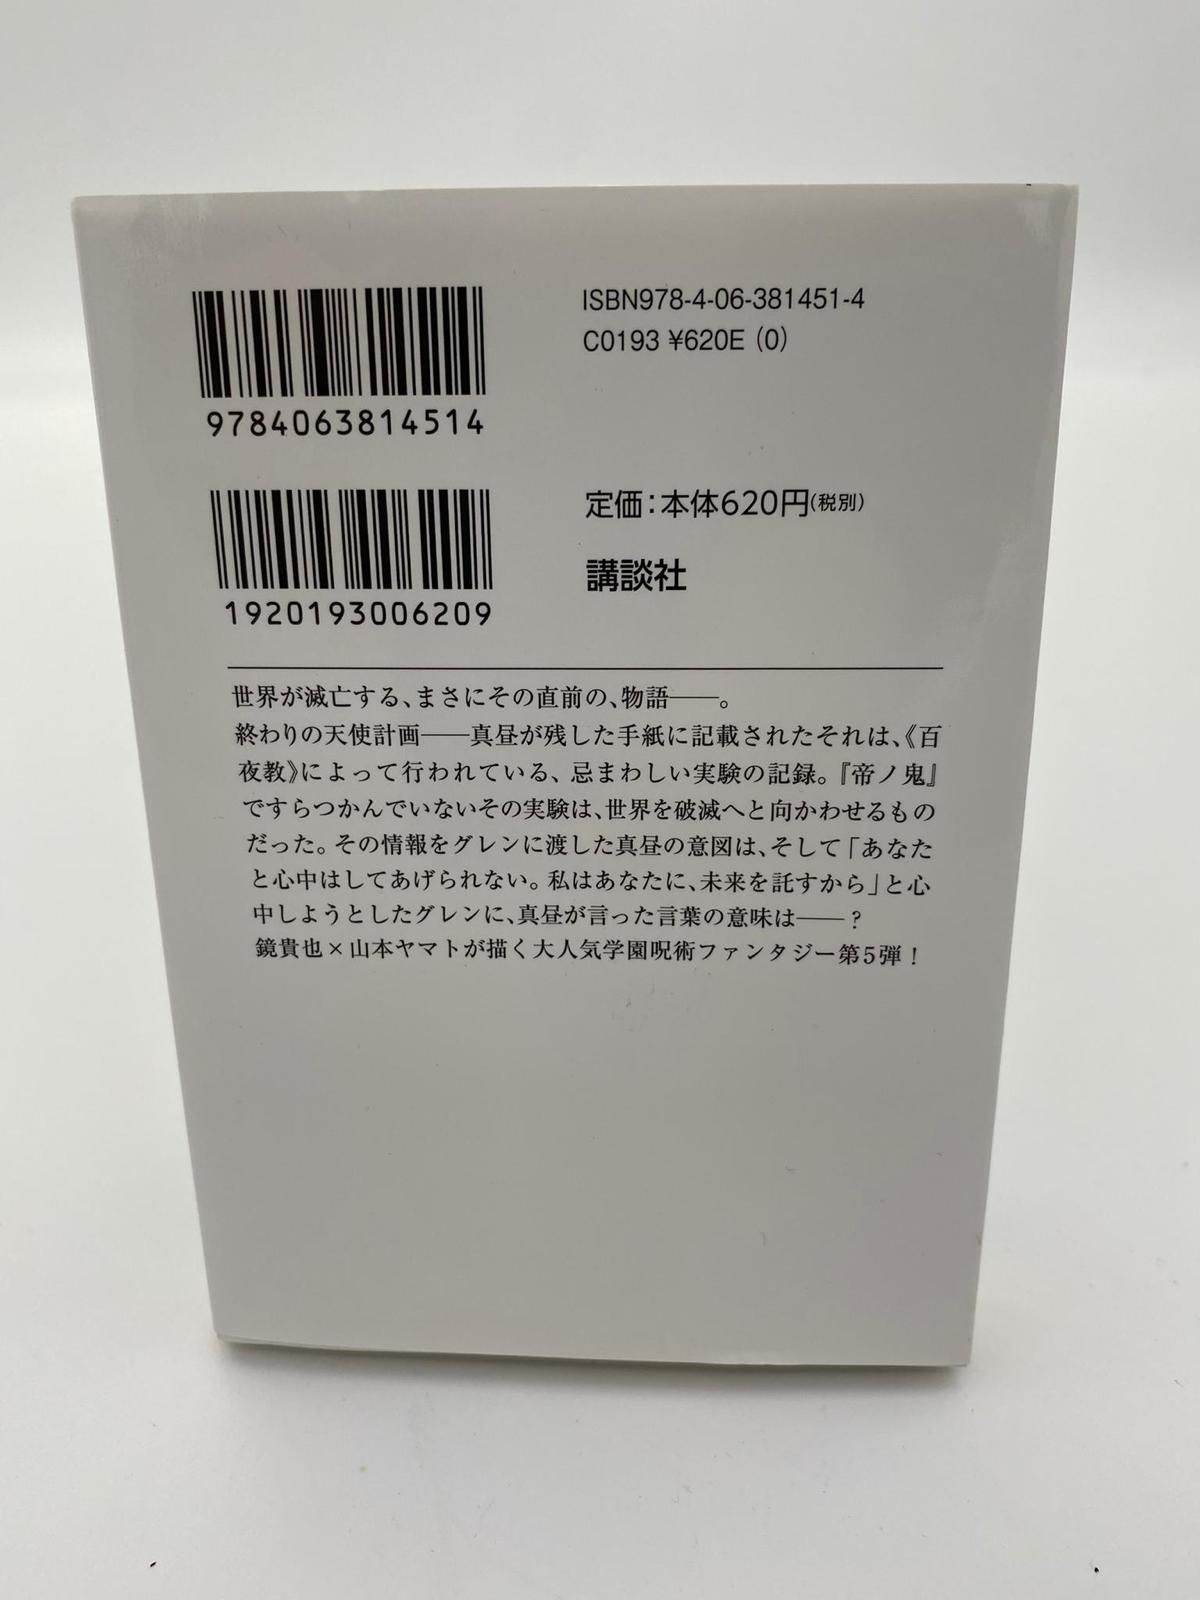 ISBN978-4-06-381451-4
C0193 ¥620E (0)
9784063814514
定価：本体620円(税別)
講談社
1920193006209
世界が滅亡する、まさにその直前の、物語――。
終わりの天使計画――真昼が残した手紙に記載されたそれは、《百
夜教》によって行われている、忌まわしい実験の記録。『帝ノ鬼』
ですらつかんでいないその実験は、世界を破滅へと向かわせるもの
だった。その情報をグレンに渡した真昼の意図は、そして「あなた
と心中はしてあげられない。私はあなたに、未来を託すから」と心
中しようとしたグレンに、真昼が言った言葉の意味は――？
鏡貴也×山本ヤマトが描く大人気学園呪術ファンタジー第5弾！